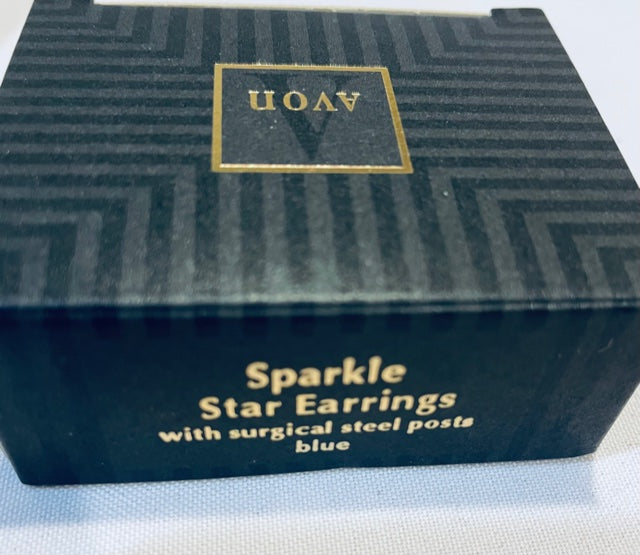 AVON
Sparkle
Star Earrings
with surgical steel posts
blue